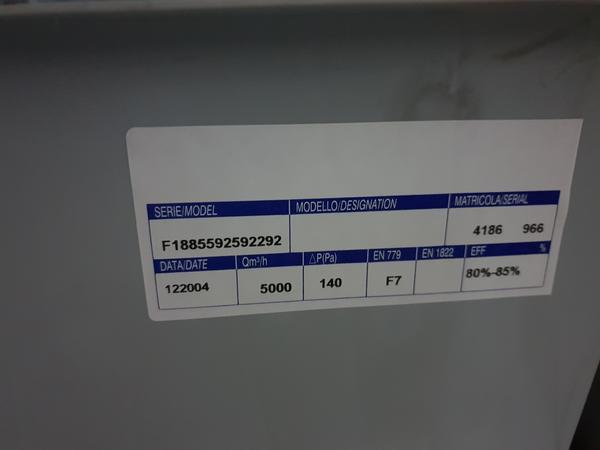 SERIE/MODEL MODELLO/DESIGNATION MATRICOLA/SERIAL
F1885592592292 4186 966
DATA/DATE Qm³/h △P(Pa) EN 779 EN 1822 EFF %
122004 5000 140 F7 80%-85%